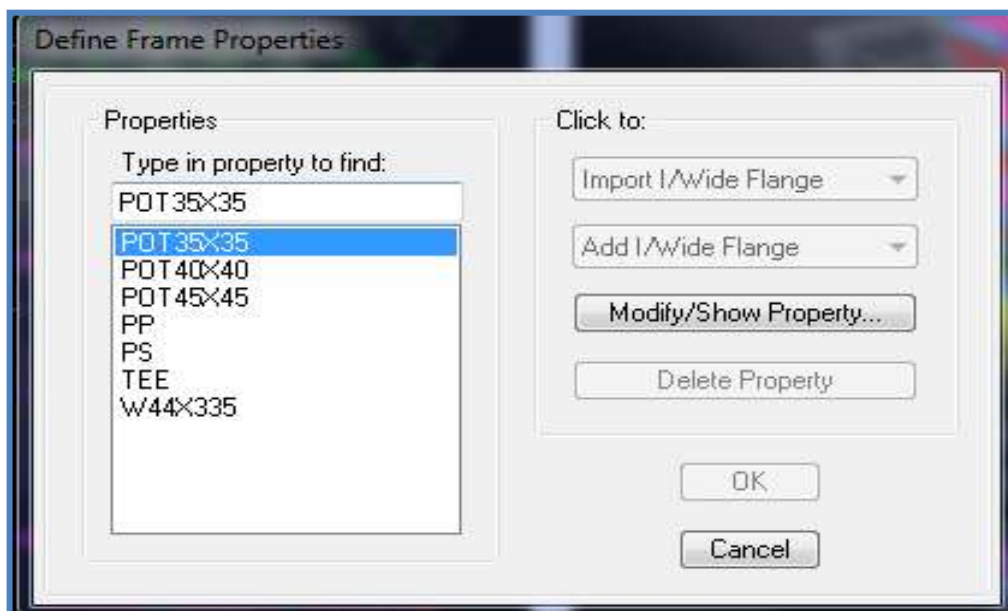 Define Frame Properties
Properties
Type in property to find:
POT35X35
POT35X35
POT40X40
POT45X45
PP
PS
TEE
W44X335
Click to:
Import I/Wide Flange
Add I/Wide Flange
Modify/Show Property...
Delete Property
OK
Cancel